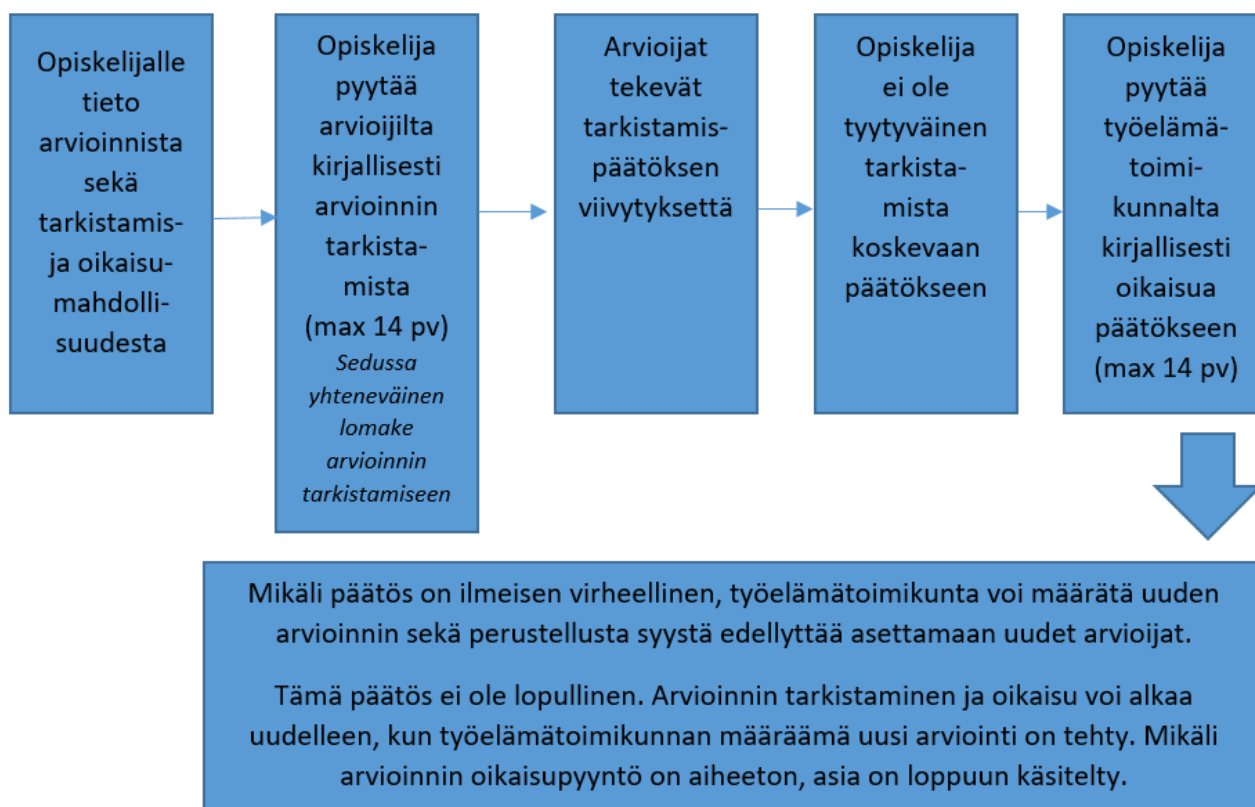 Opiskelijalle
tieto
arvioinnista
sekä
tarkistamis-
ja oikaisu-
mahdolli-
suudesta
Opiskelija
pyytää
arvioijilta
kirjallisesti
arvioinnin
tarkista-
mista
(max 14 pv)
Sedussa
yhteneväinen
lomake
arvioinnin
tarkistamiseen
Arvioijat
tekevät
tarkistamis-
päätöksen
viivytyksettä
Opiskelija
ei ole
tyytyväinen
tarkista-
mista
koskevaan
päätökseen
Opiskelija
pyytää
työelämä-
toimi-
kunnalta
kirjallisesti
oikaisua
päätökseen
(max 14 pv)
Mikäli päätös on ilmeisen virheellinen, työelämätoimikunta voi määrätä uuden
arvioinnin sekä perustellusta syystä edellyttää asettamaan uudet arvioijat.
Tämä päätös ei ole lopullinen. Arvioinnin tarkistaminen ja oikaisu voi alkaa
uudelleen, kun työelämätoimikunnan määräämä uusi arviointi on tehty. Mikäli
arvioinnin oikaisupyyntö on aiheeton, asia on loppuun käsitelty.